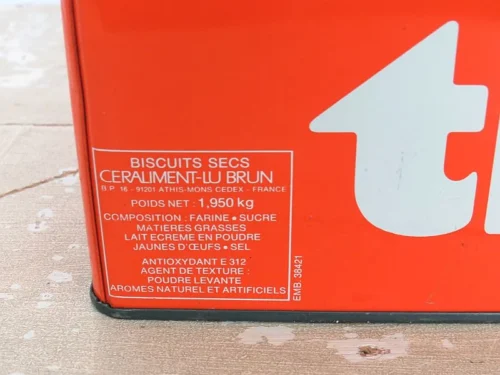 BISCUITS SECS
CERALIMENT-LU BRUN
B.P. 16 - 91201 ATHIS-MONS CEDEX - FRANCE
POIDS NET : 1,950 kg
COMPOSITION : FARINE • SUCRE
MATIERES GRASSES
LAIT ECREME EN POUDRE
JAUNES D'ŒUFS • SEL
ANTIOXYDANT E 312
AGENT DE TEXTURE :
POUDRE LEVANTE
AROMES NATUREL ET ARTIFICIELS
EMB. 38421
t